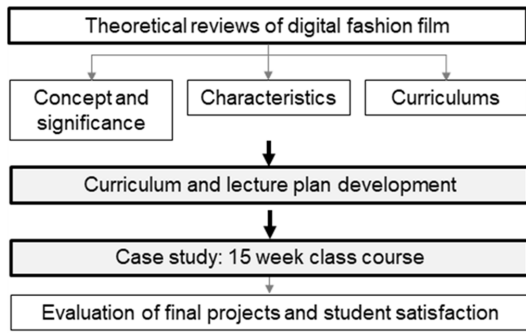 Theoretical reviews of digital fashion film
Concept and
significance
Characteristics
Curriculums
Curriculum and lecture plan development
Case study: 15 week class course
Evaluation of final projects and student satisfaction